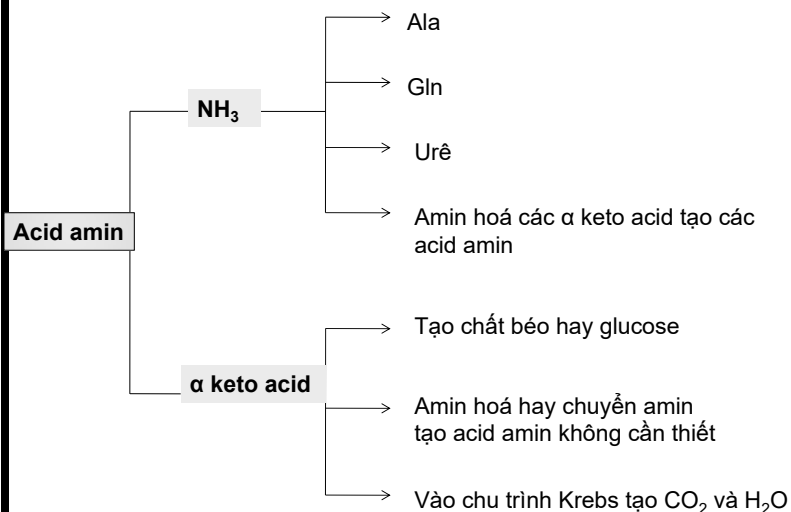 Ala
Gln
NH₃
Urê
Amin hoá các α keto acid tạo các
acid amin
Acid amin
Tạo chất béo hay glucose
α keto acid
Amin hoá hay chuyển amin
tạo acid amin không cần thiết
Vào chu trình Krebs tạo CO₂ và H₂O